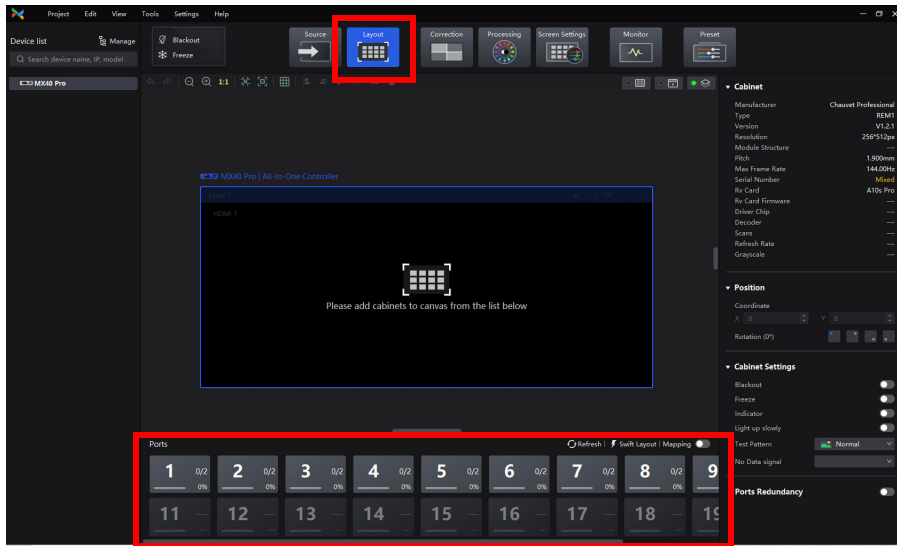 Project Edit View Tools Settings Help
Device list Manage
Search device name, IP, model
MX40 Pro
Blackout
Freeze
Source
Layout
Correction
Processing
Screen Settings
Monitor
Preset
1:1
MX40 Pro | All-In-One Controller
Layer 1
HDMI 1
Please add cabinets to canvas from the list below
Ports
Refresh | Swift Layout | Mapping
1 0/2 0%
2 0/2 0%
3 0/2 0%
4 0/2 0%
5 0/2 0%
6 0/2 0%
7 0/2 0%
8 0/2 0%
9
11 --- ---
12 --- ---
13 --- ---
14 --- ---
15 --- ---
16 --- ---
17 --- ---
18 --- ---
19
Cabinet
Manufacturer Chauvet Professional
Type REM1
Version V1.2.1
Resolution 256*512px
Module Structure ---
Pitch 1.900mm
Max Frame Rate 144.00Hz
Serial Number Mixed
Rv Card A10s Pro
Rv Card Firmware ---
Driver Chip ---
Decoder ---
Scans ---
Refresh Rate ---
Grayscale ---
Position
Coordinate
X 0 Y 0
Rotation (0°)
Cabinet Settings
Blackout
Freeze
Indicator
Light up slowly
Test Pattern Normal
No Data signal
Ports Redundancy